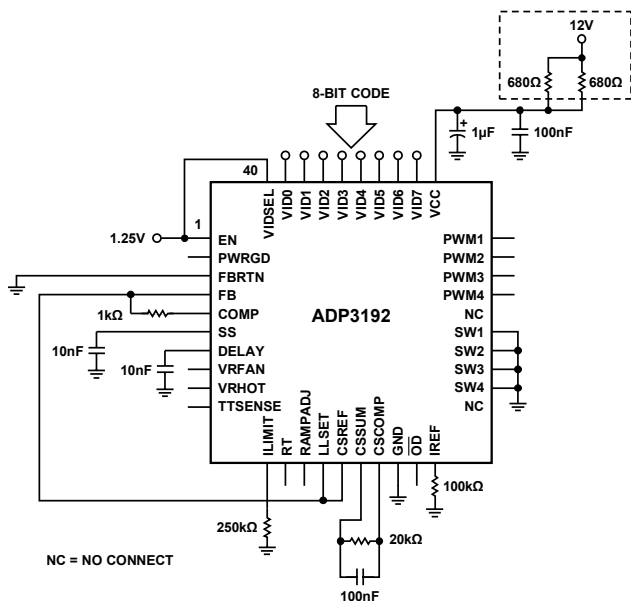 12V
680Ω
680Ω
8-BIT CODE
+
1µF
100nF
40
VIDSEL
VID0
VID1
VID2
VID3
VID4
VID5
VID6
VID7
VCC
1
1.25V
EN
PWRGD
FBRTN
FB
COMP
SS
DELAY
VRFAN
VRHOT
TTSENSE
1kΩ
10nF
10nF
ADP3192
PWM1
PWM2
PWM3
PWM4
NC
SW1
SW2
SW3
SW4
NC
ILIMIT
RT
RAMPADJ
LLSET
CSREF
CSSUM
CSCOMP
GND
OD
IREF
100kΩ
250kΩ
20kΩ
100nF
NC = NO CONNECT